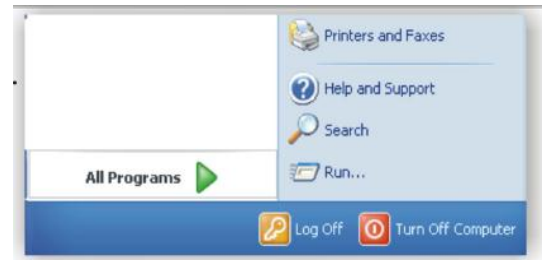 Printers and Faxes
Help and Support
Search
All Programs
Run...
Log Off
Turn Off Computer